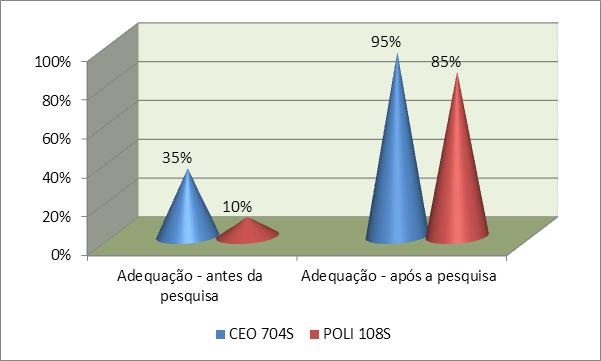 100%
80%
60%
40%
20%
0%
35%
10%
95%
85%
Adequação - antes da
pesquisa
Adequação - após a pesquisa
CEO 704S
POLI 108S